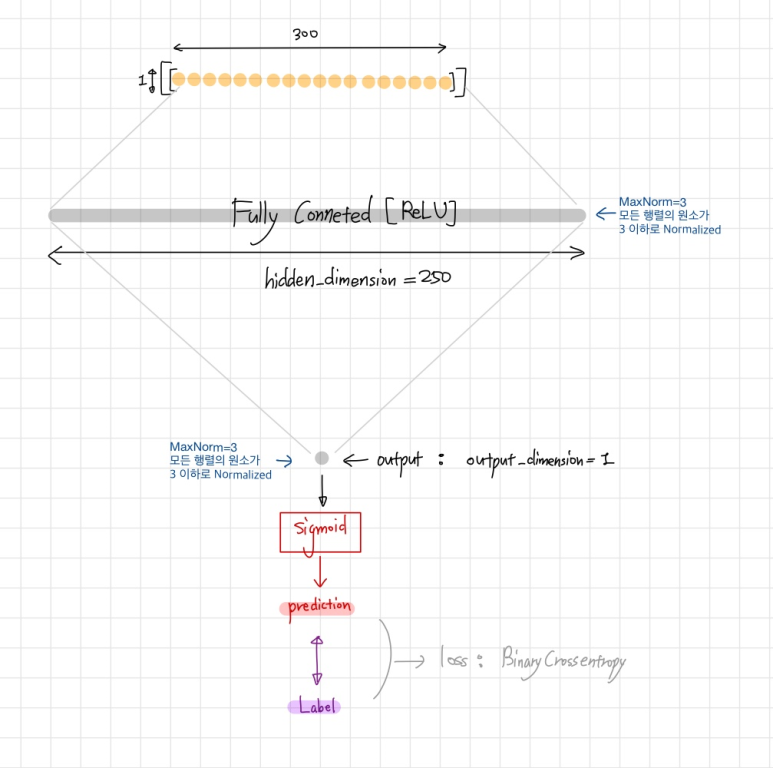 300
1
Fully Conneted [ReLU]
MaxNorm=3
모든 행렬의 원소가
3 이하로 Normalized
hidden_dimension = 250
MaxNorm=3
모든 행렬의 원소가
3 이하로 Normalized
output : output_dimension = 1
Sigmoid
prediction
loss : BinaryCrossentropy
Label